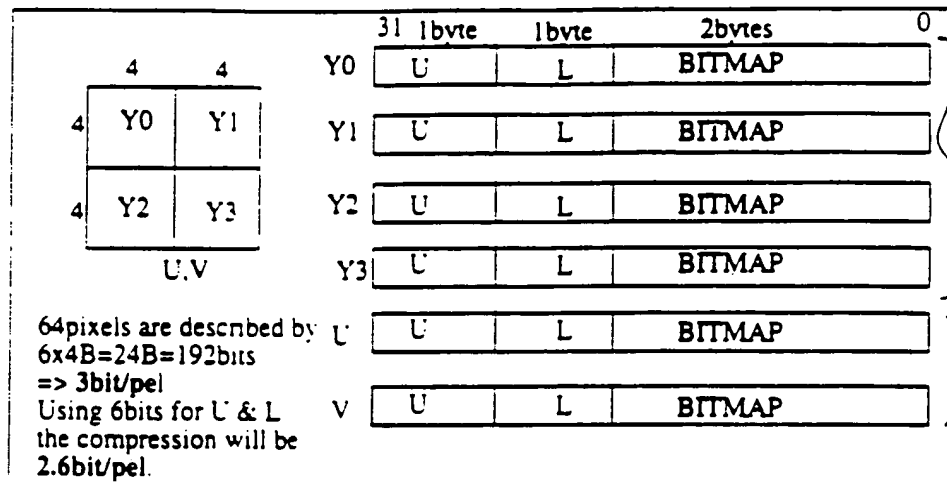 31 1byte 1byte 2bytes 0
4 4
Y0 U L BITMAP
4 Y0 Y1
Y1 U L BITMAP
4 Y2 Y3
Y2 U L BITMAP
U,V
Y3 U L BITMAP
64pixels are described by
6x4B=24B=192bits
=> 3bit/pel
U U L BITMAP
Using 6bits for U & L
the compression will be
2.6bit/pel.
V U L BITMAP